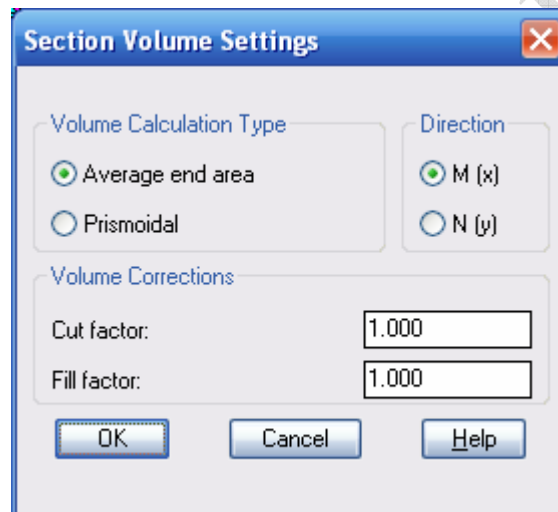 Section Volume Settings
Volume Calculation Type
Direction
Average end area
M (x)
Prismoidal
N (y)
Volume Corrections
Cut factor:
1.000
Fill factor:
1.000
OK
Cancel
Help